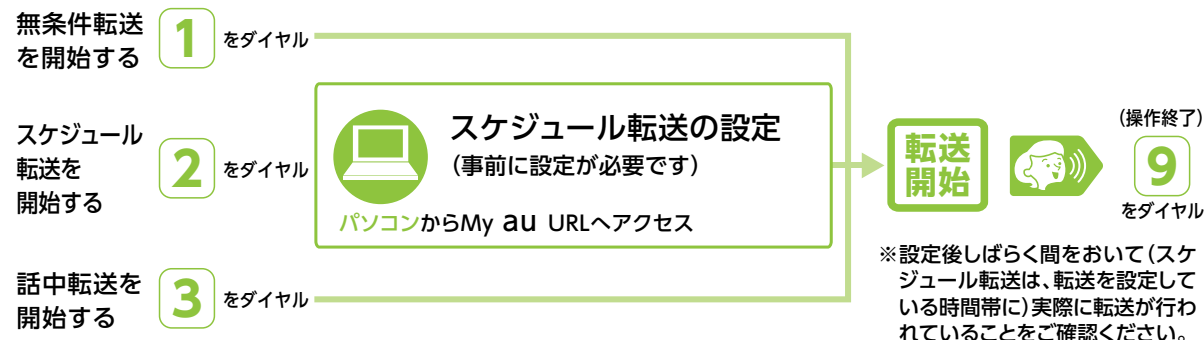 無条件転送
を開始する
1
をダイヤル
スケジュール
転送を
開始する
2
をダイヤル
スケジュール転送の設定
(事前に設定が必要です)
パソコンからMy au URLへアクセス
話中転送を
開始する
3
をダイヤル
転送
開始
(操作終了)
9
をダイヤル
※設定後しばらく間をおいて(スケ
ジュール転送は、転送を設定して
いる時間帯に)実際に転送が行わ
れていることをご確認ください。